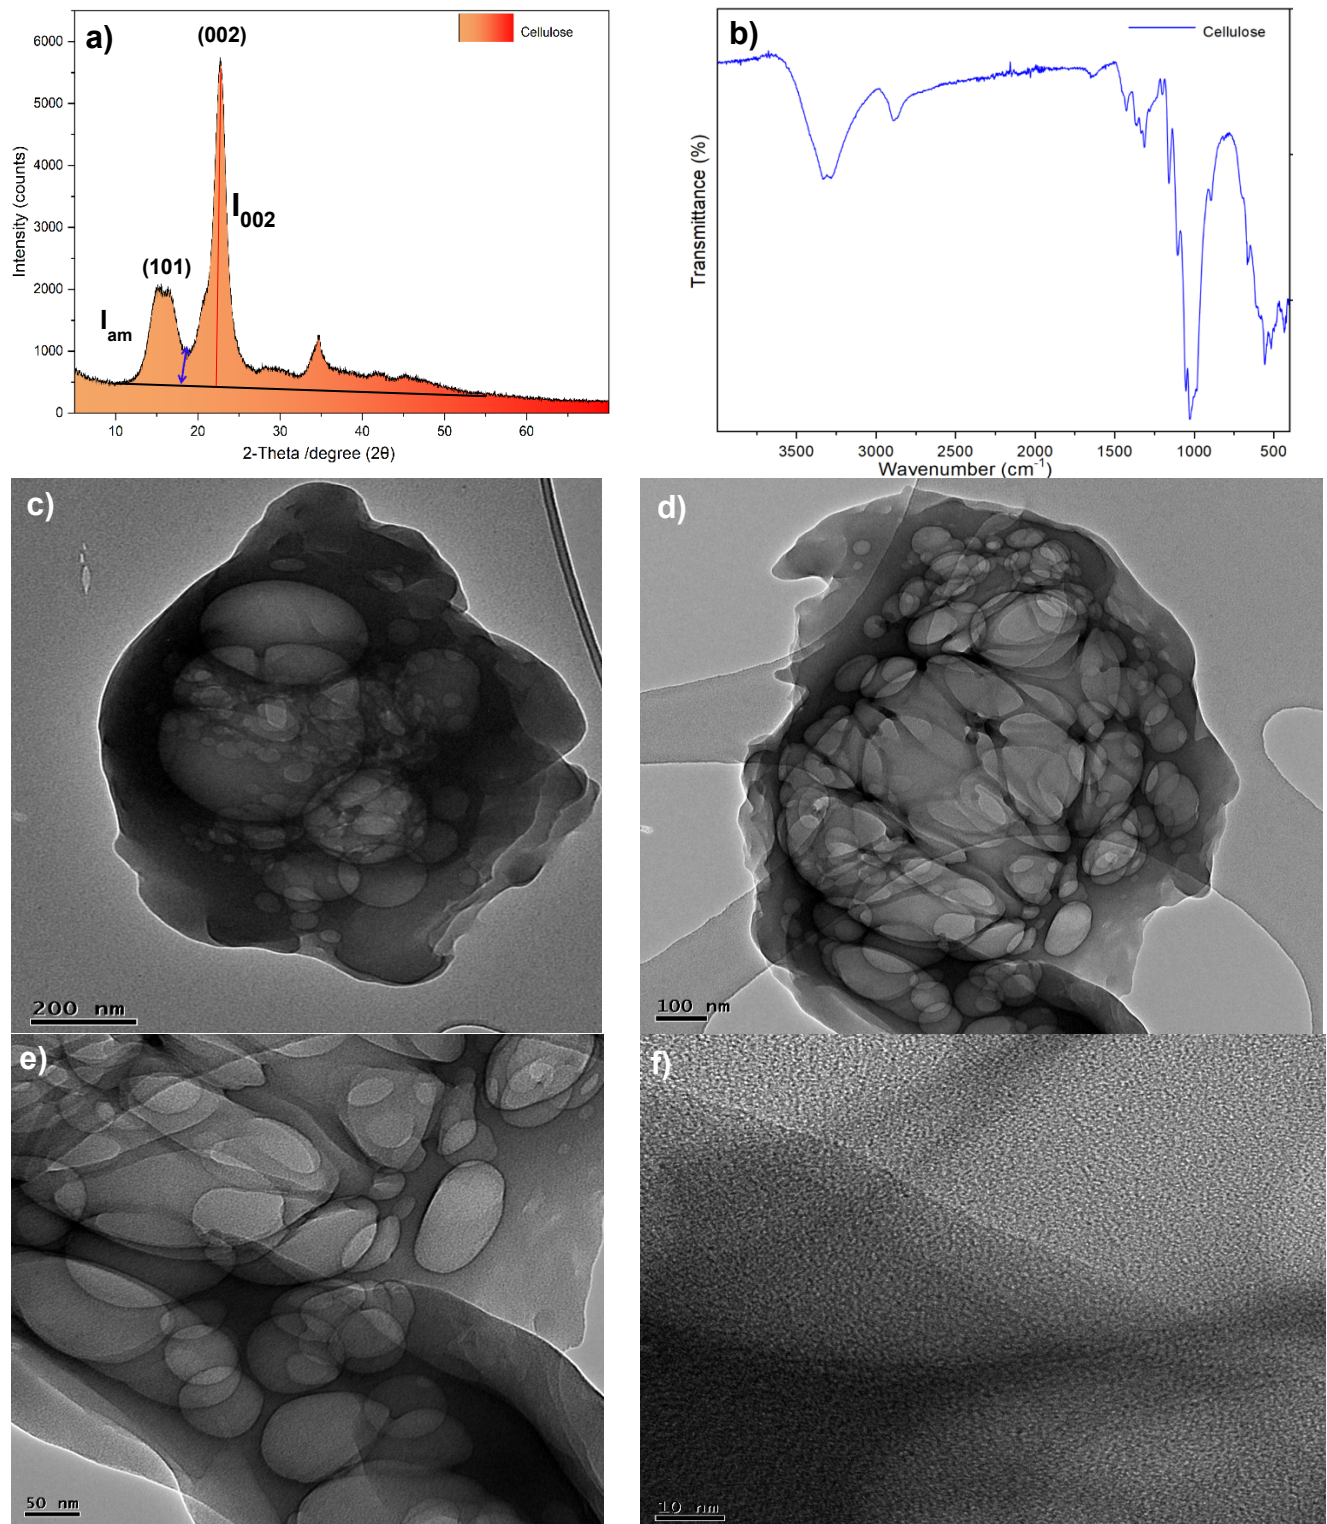 a)
(002)
Cellulose
6000
5000
4000
3000
2000
1000
0
Intensity (counts)
I002
(101)
Iam
10
20
30
40
50
60
2-Theta /degree (2θ)
b)
Cellulose
Transmittance (%)
3500
3000
2500
2000
1500
1000
500
Wavenumber (cm-1)
c)
200 nm
d)
100 nm
e)
50 nm
f)
10 nm